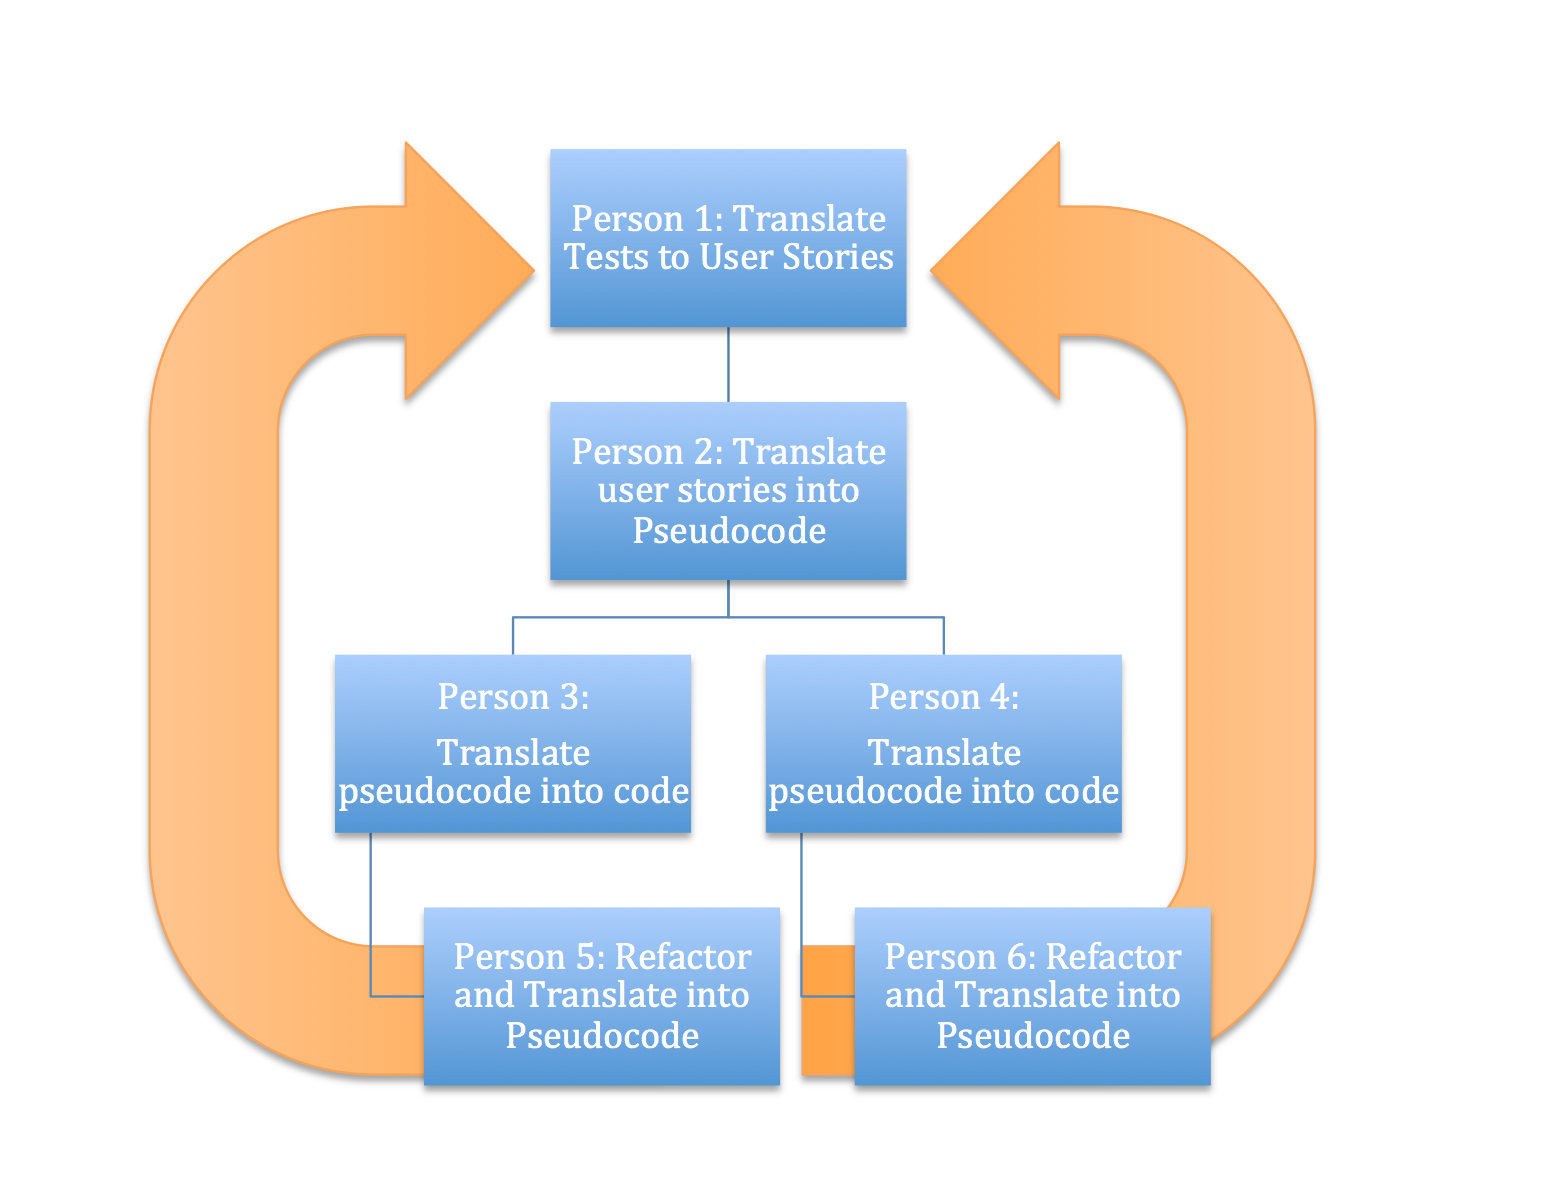 Person 1: Translate
Tests to User Stories
Person 2: Translate
user stories into
Pseudocode
Person 3:
Translate
pseudocode into code
Person 4:
Translate
pseudocode into code
Person 5: Refactor
and Translate into
Pseudocode
Person 6: Refactor
and Translate into
Pseudocode